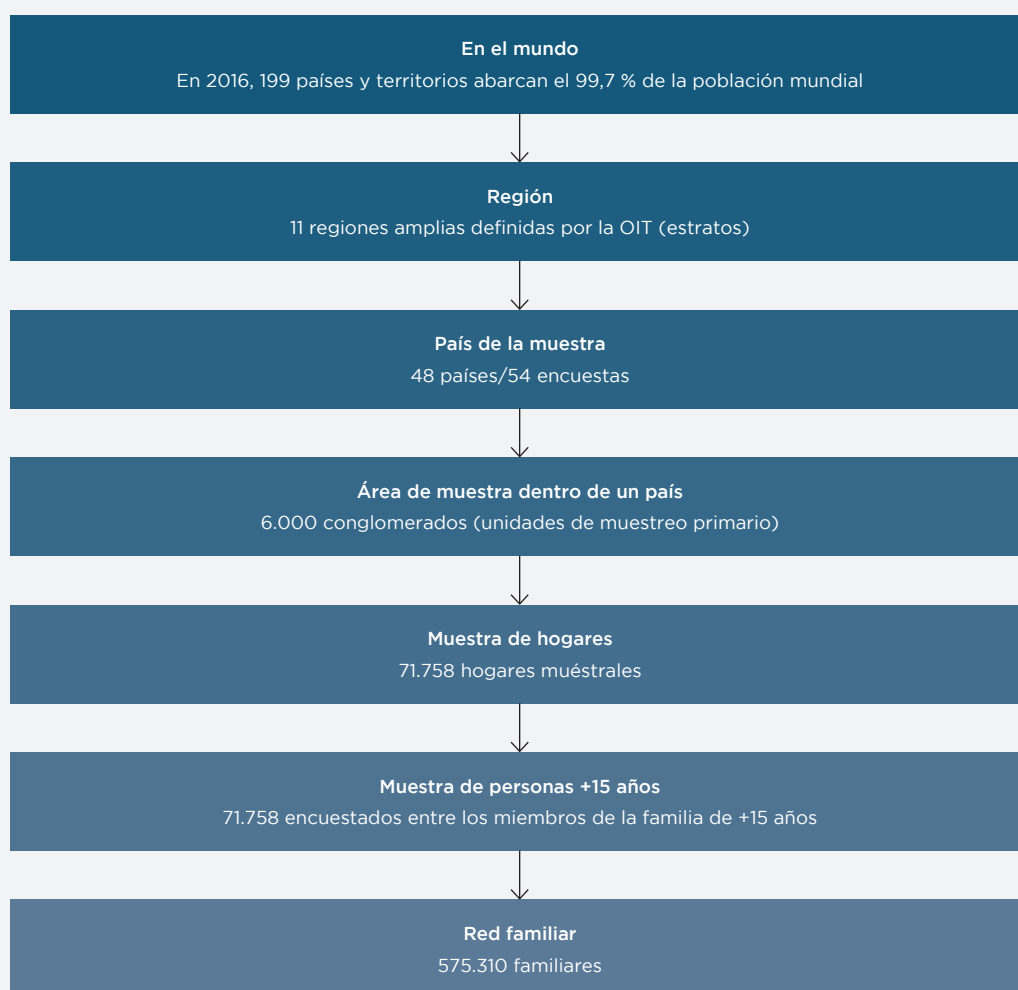 En el mundo
En 2016, 199 países y territorios abarcan el 99,7 % de la población mundial
Región
11 regiones amplias definidas por la OIT (estratos)
País de la muestra
48 países/54 encuestas
Área de muestra dentro de un país
6.000 conglomerados (unidades de muestreo primario)
Muestra de hogares
71.758 hogares muéstrales
Muestra de personas +15 años
71.758 encuestados entre los miembros de la familia de +15 años
Red familiar
575.310 familiares